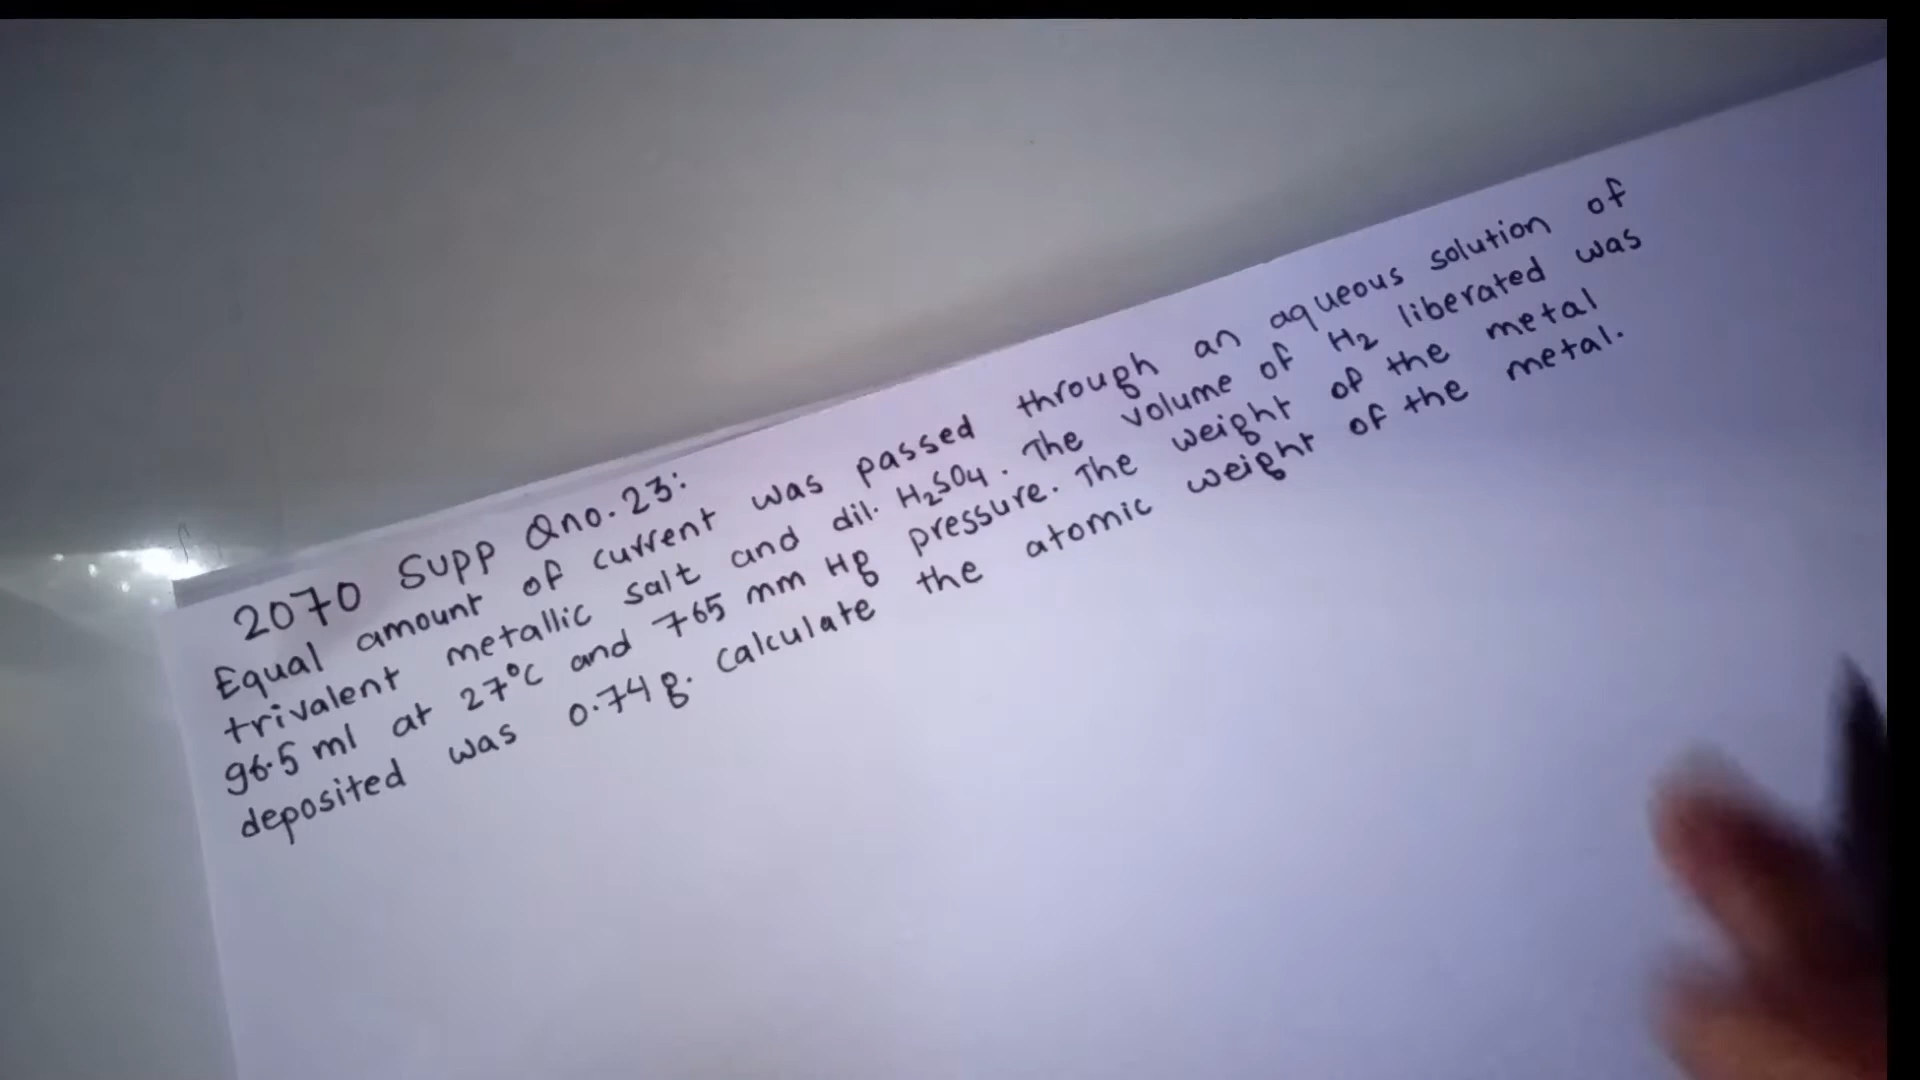 2070 Supp Qno. 23:
Equal amount of current was passed through an aqueous solution of
trivalent metallic salt and dil. H₂SO₄. The volume of H₂ liberated was
96.5 ml at 27°C and 765 mm Hg pressure. The weight of the metal
deposited was 0.74 g. Calculate the atomic weight of the metal.